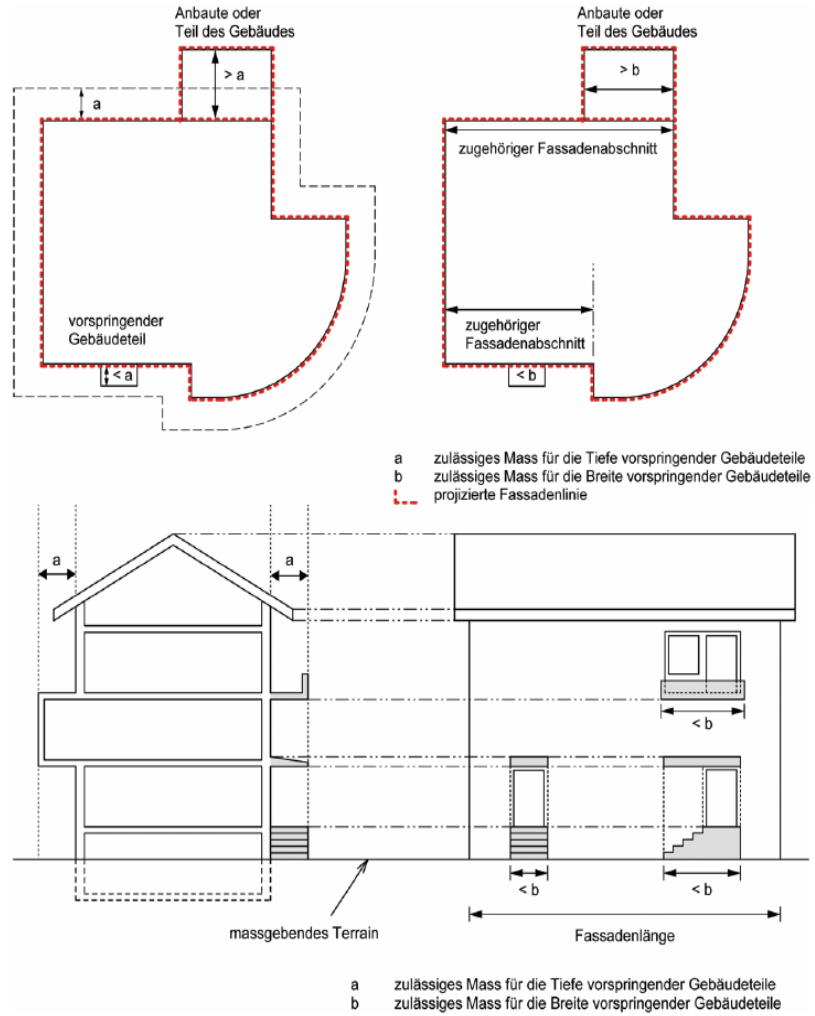 Anbaute oder
Teil des Gebäudes
> a
a
vorspringender
Gebäudeteil
< a
Anbaute oder
Teil des Gebäudes
> b
zugehöriger Fassadenabschnitt
zugehöriger
Fassadenabschnitt
< b
a zulässiges Mass für die Tiefe vorspringender Gebäudeteile
b zulässiges Mass für die Breite vorspringender Gebäudeteile
projizierte Fassadenlinie
a
a
< b
< b
< b
massgebendes Terrain
Fassadenlänge
a zulässiges Mass für die Tiefe vorspringender Gebäudeteile
b zulässiges Mass für die Breite vorspringender Gebäudeteile